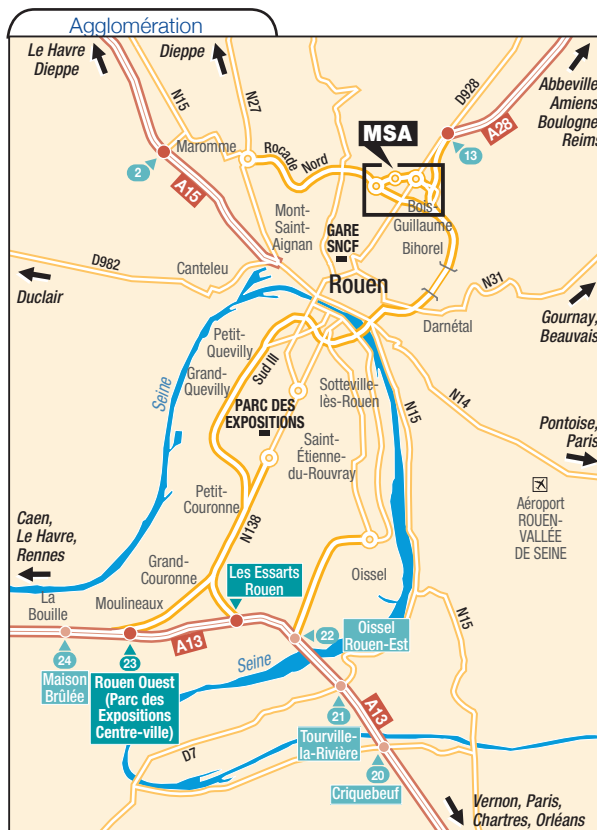 Agglomération
Le Havre
Dieppe
Dieppe
Abbeville
Amiens
Boulogne
Reims
N15
N27
D928
A28
MSA
Maromme
Rocade Nord
2
13
A15
Mont-
Saint-
Aignan
Bois-
Guillaume
GARE
SNCF
Bihorel
D982
Canteleu
Rouen
N31
Duclair
Gournay,
Beauvais
Darnétal
Petit-
Quevilly
Sud III
Grand-
Quevilly
Seine
Sotteville-
lès-Rouen
N15
N14
PARC DES
EXPOSITIONS
Pontoise,
Paris
Saint-
Étienne-
du-Rouvray
Petit-
Couronne
Aéroport
ROUEN-
VALLÉE
DE SEINE
Caen,
Le Havre,
Rennes
N138
Grand-
Couronne
Les Essarts
Rouen
Oissel
La
Bouille
Moulineaux
N15
A13
22
Oissel
Rouen-Est
24
Maison
Brûlée
23
Rouen Ouest
(Parc des
Expositions
Centre-ville)
Seine
A13
21
Tourville-
la-Rivière
D7
20
Criquebeuf
Vernon, Paris,
Chartres, Orléans